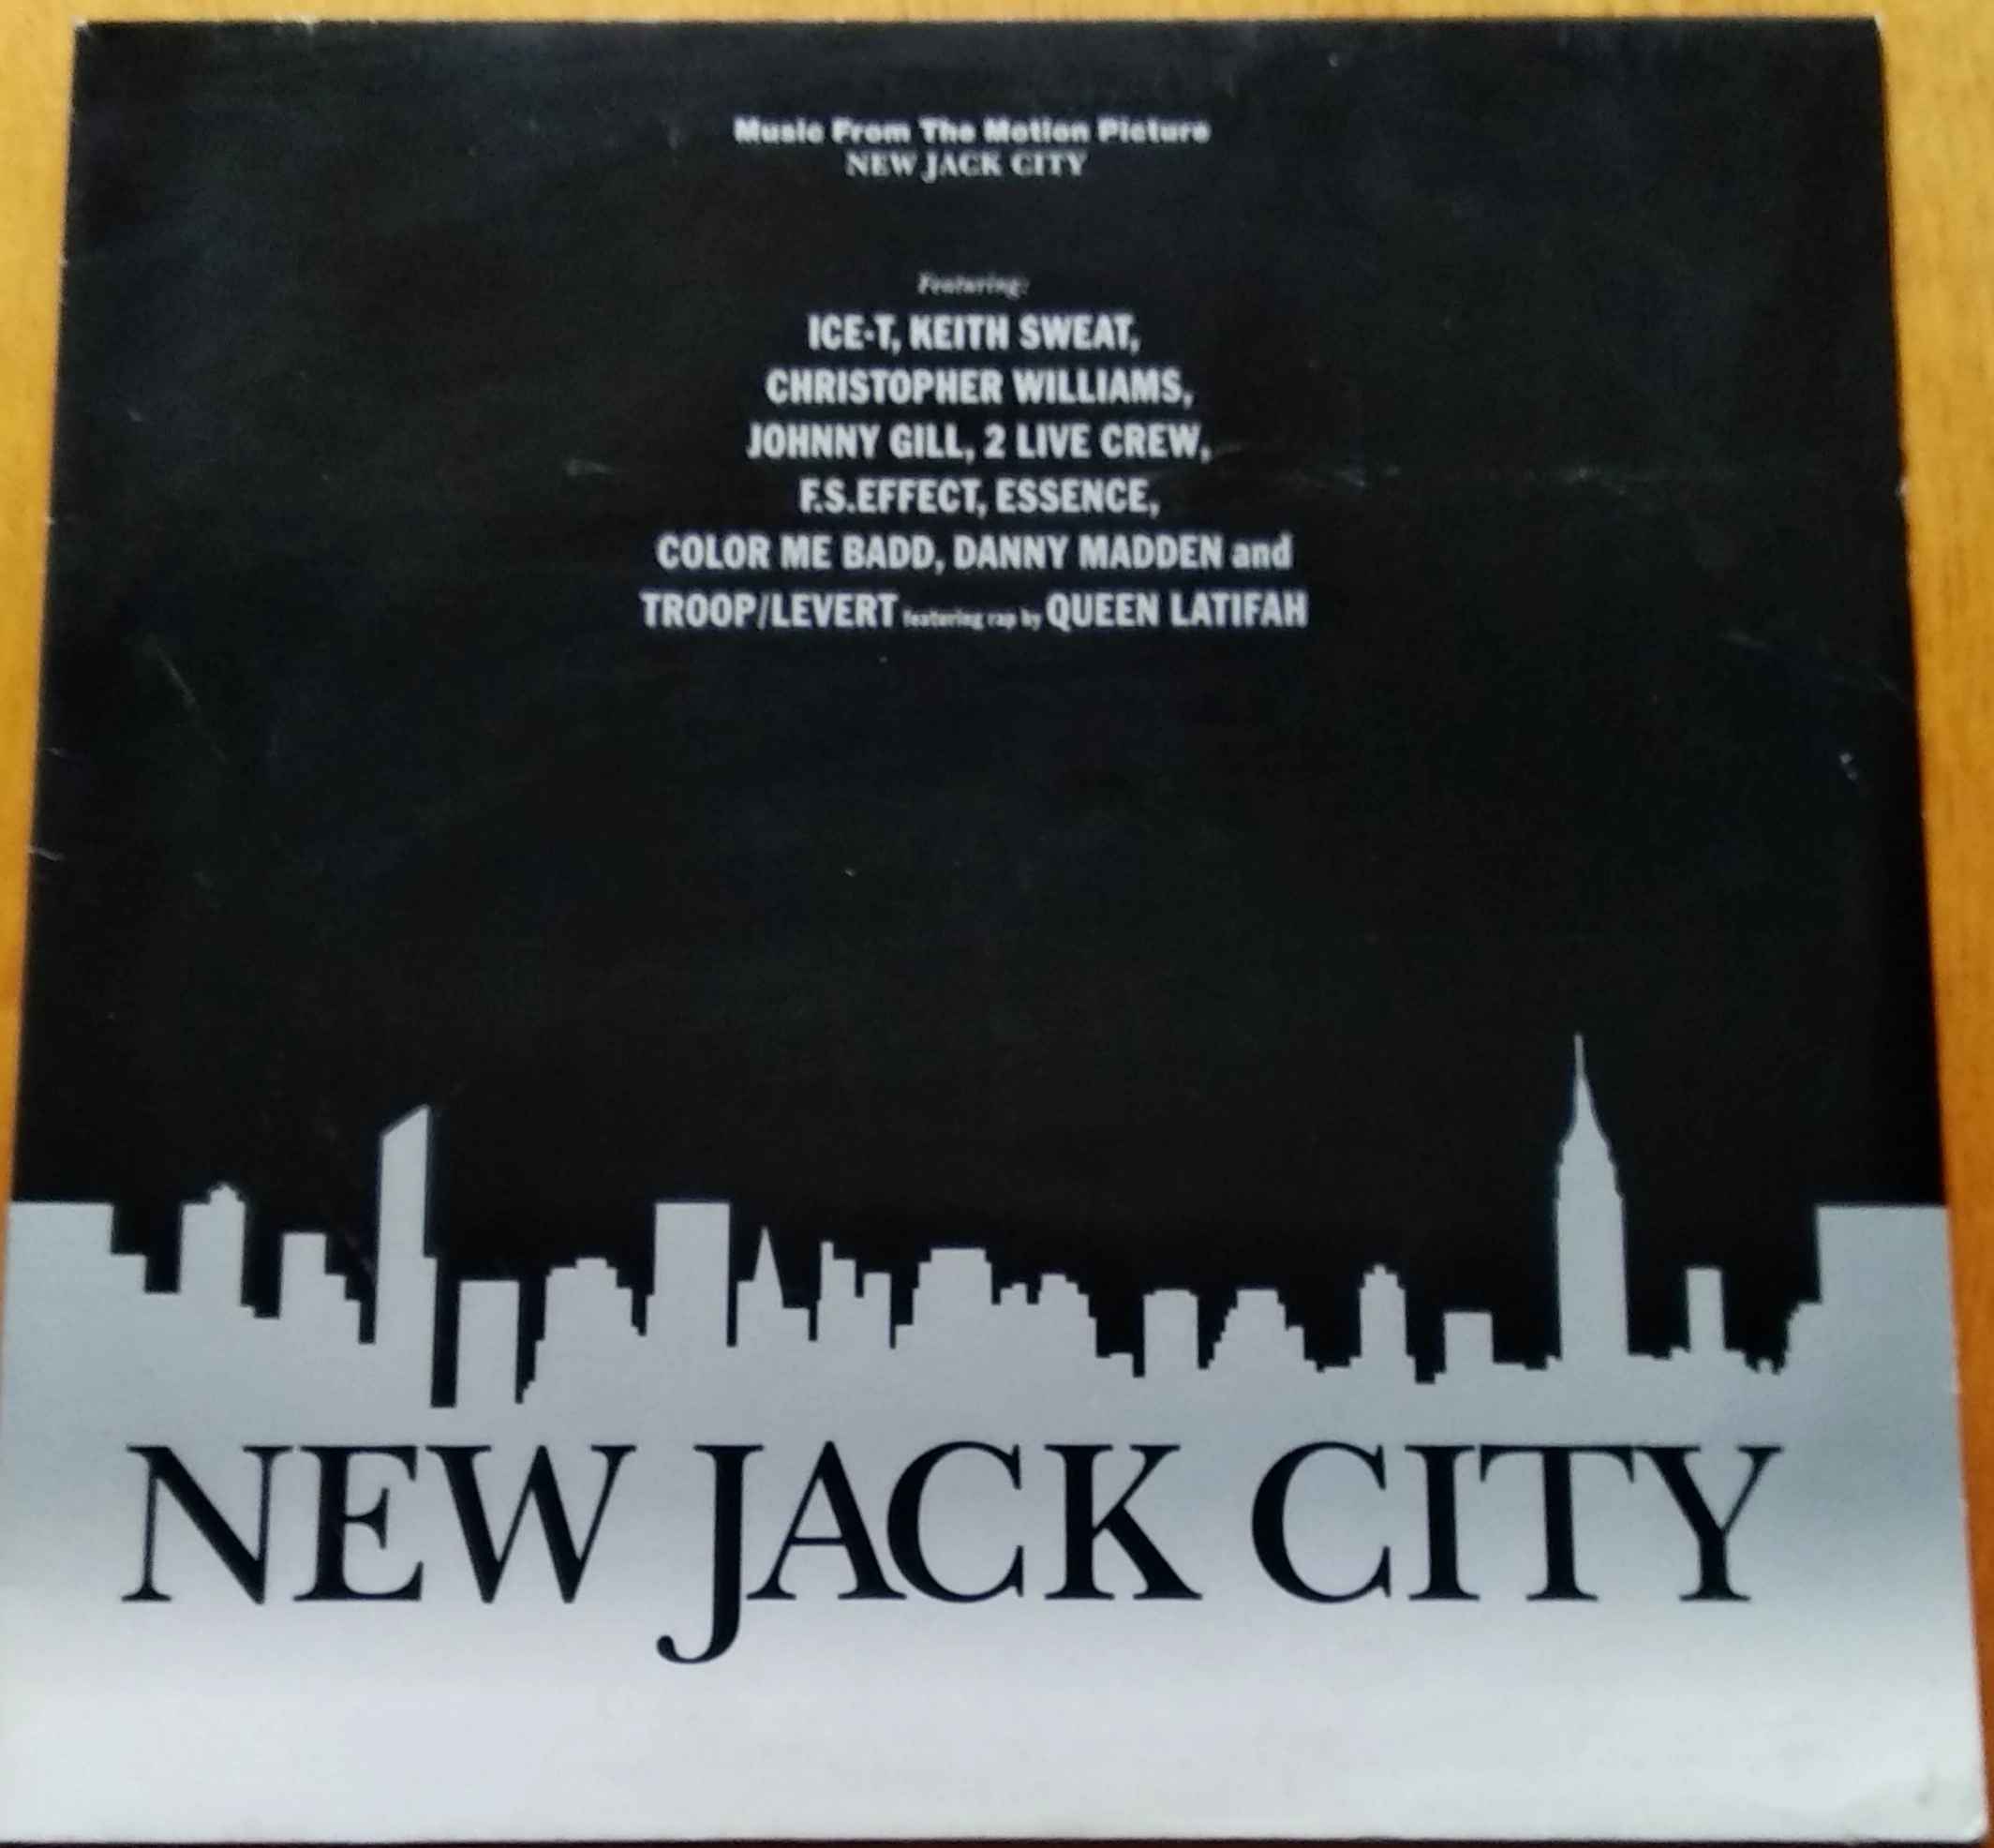 Music From The Motion Picture
NEW JACK CITY
Featuring:
ICE-T, KEITH SWEAT,
CHRISTOPHER WILLIAMS,
JOHNNY GILL, 2 LIVE CREW,
F.S.EFFECT, ESSENCE,
COLOR ME BADD, DANNY MADDEN and
TROOP/LEVERT featuring rap by QUEEN LATIFAH
NEW JACK CITY